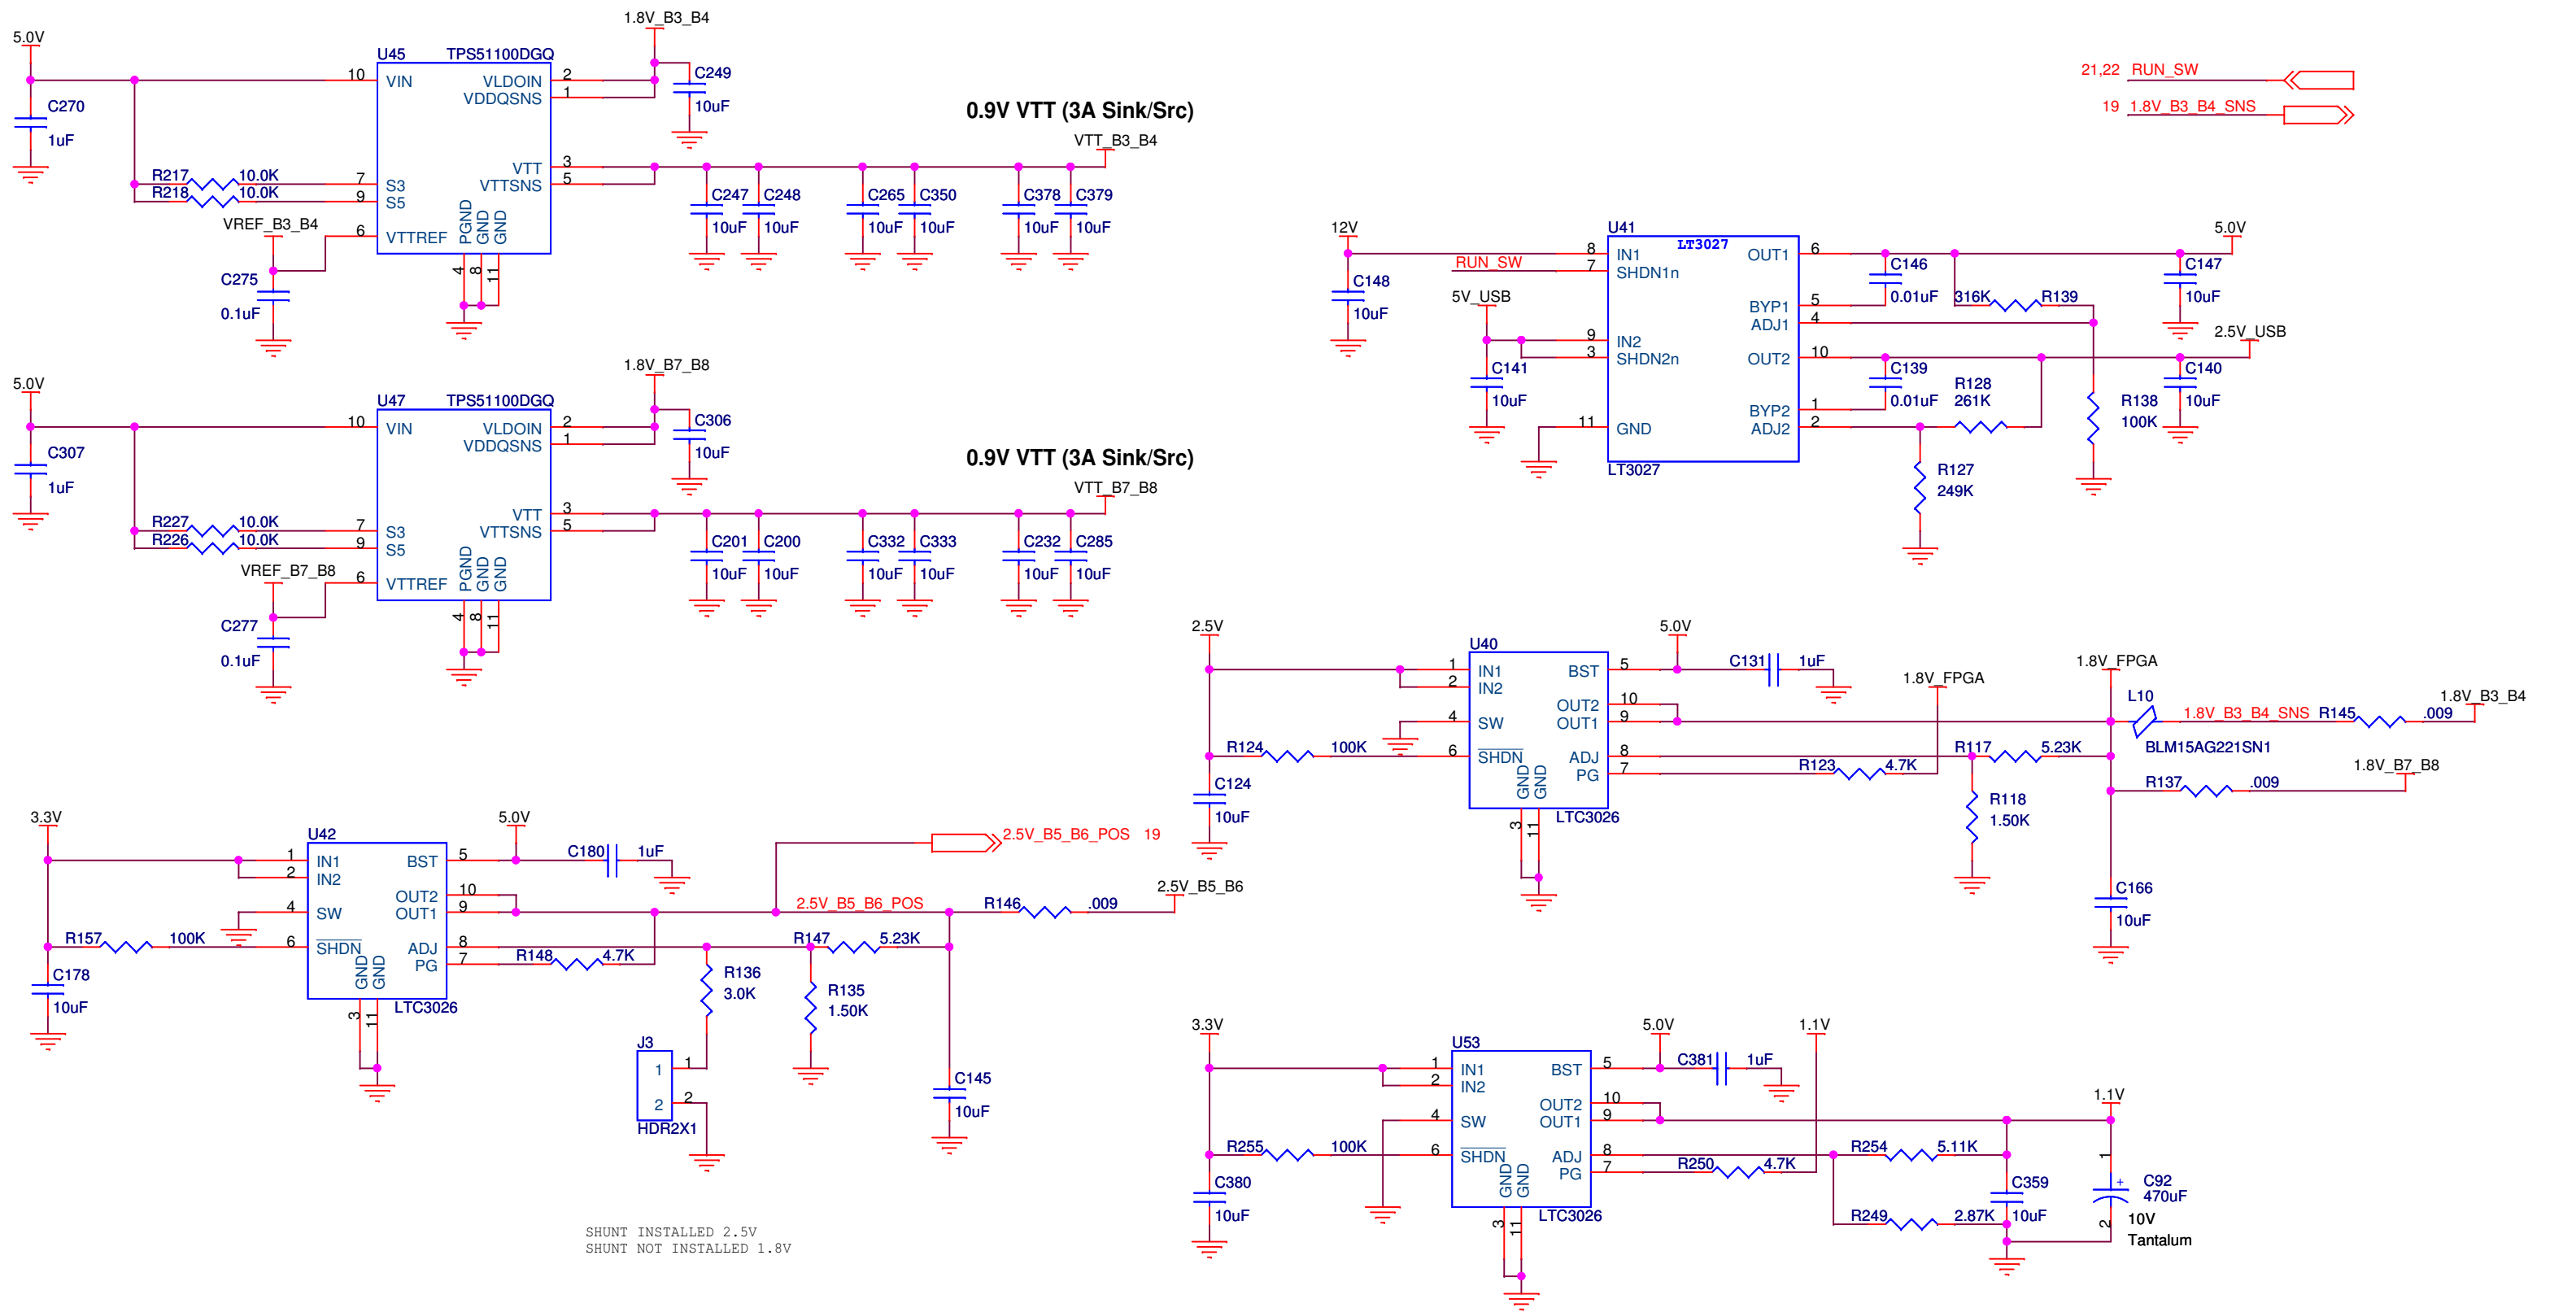 1.8V_B3_B4
5.0V
U45 TPS51100DGQ
10 VIN VLDOIN 2
VDDQSNS 1
C249
10uF
C270
1uF
0.9V VTT (3A Sink/Src)
VTT_B3_B4
VTT 3
VTTSNS 5
R217 10.0K 7 S3
R218 10.0K 9 S5
VREF_B3_B4
6 VTTREF
PGND GND GND
4 8 11
C275
0.1uF
C247 C248 C265 C350 C378 C379
10uF 10uF 10uF 10uF 10uF 10uF
21,22 RUN_SW
19 1.8V_B3_B4_SNS
1.8V_B7_B8
5.0V
U47 TPS51100DGQ
10 VIN VLDOIN 2
VDDQSNS 1
C306
10uF
C307
1uF
0.9V VTT (3A Sink/Src)
VTT_B7_B8
VTT 3
VTTSNS 5
R227 10.0K 7 S3
R226 10.0K 9 S5
VREF_B7_B8
6 VTTREF
PGND GND GND
4 8 11
C277
0.1uF
C201 C200 C332 C333 C232 C285
10uF 10uF 10uF 10uF 10uF 10uF
12V
U41
LT3027
5.0V
8 IN1 OUT1 6
RUN_SW 7 SHDN1n
C148
10uF
C146
0.01uF
316K R139
C147
10uF
5V_USB
BYP1 5
ADJ1 4
2.5V_USB
9 IN2
3 SHDN2n OUT2 10
C141
10uF
C139
0.01uF
R128
261K
C140
10uF
R138
100K
BYP2 1
11 GND ADJ2 2
LT3027
R127
249K
2.5V
U40
5.0V
1 IN1 BST 5
2 IN2
C131 1uF
1.8V_FPGA
1.8V_FPGA
OUT2 10
4 SW OUT1 9
L10
BLM15AG221SN1
1.8V_B3_B4_SNS R145 .009
1.8V_B3_B4
R124 100K 6 SHDN ADJ 8
PG 7
R123 4.7K
R117 5.23K
1.8V_B7_B8
R137 .009
C124
10uF
GND GND
3 11
LTC3026
R118
1.50K
C166
10uF
3.3V
U42
5.0V
1 IN1 BST 5
2 IN2
C180 1uF
2.5V_B5_B6_POS 19
OUT2 10
4 SW OUT1 9
2.5V_B5_B6_POS
R146 .009
2.5V_B5_B6
R157 100K 6 SHDN ADJ 8
PG 7
R148 4.7K
R147 5.23K
C178
10uF
GND GND
3 11
LTC3026
R136
3.0K
R135
1.50K
J3
1 1
2 2
HDR2X1
C145
10uF
SHUNT INSTALLED 2.5V
SHUNT NOT INSTALLED 1.8V
3.3V
U53
5.0V
1.1V
1 IN1 BST 5
2 IN2
C381 1uF
OUT2 10
4 SW OUT1 9
1.1V
R255 100K 6 SHDN ADJ 8
PG 7
R250 4.7K
R254 5.11K
R249 2.87K
C380
10uF
GND GND
3 11
LTC3026
C359
10uF
1
+
2
C92
470uF
10V
Tantalum